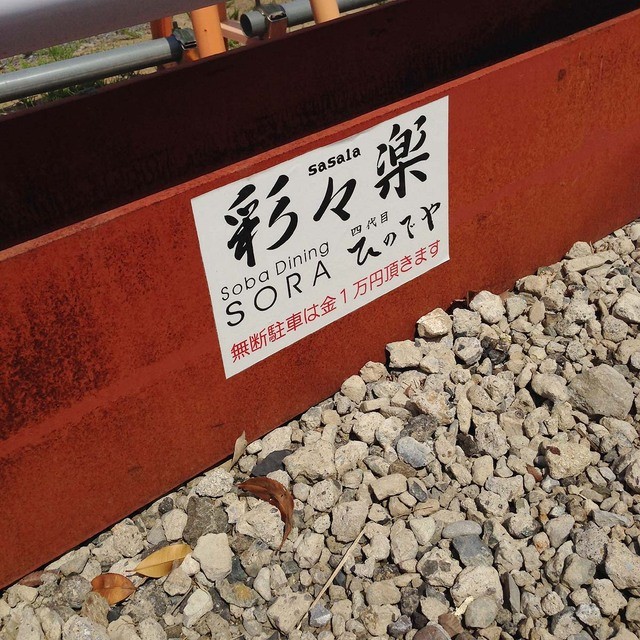 sasala
彩々楽
Soba Dining
SORA
四代目
ひのでや
無断駐車は金1万円頂きます